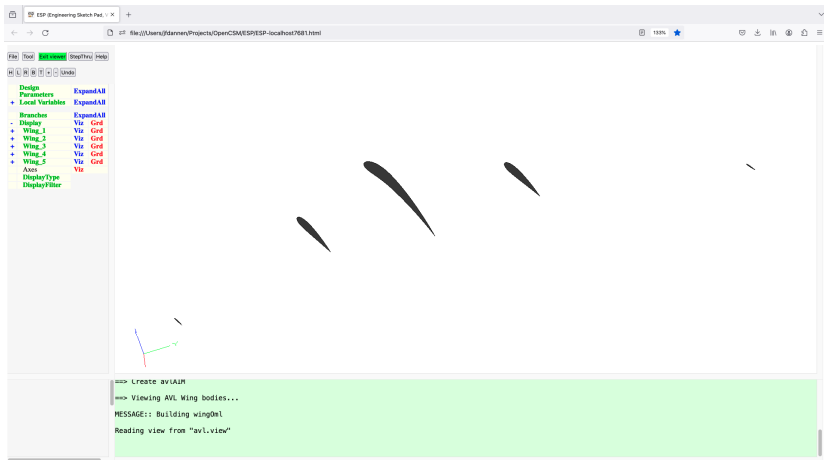 ESP (Engineering Sketch Pad,
file:///Users/jfdannen/Projects/OpenCSM/ESP/ESP-localhost7681.html
133%
File Tool Exit viewer StepThru Help
H L R B T + - Undo
Design
Parameters ExpandAll
+ Local Variables ExpandAll
Branches ExpandAll
- Display Viz Grd
+ Wing_1 Viz Grd
+ Wing_2 Viz Grd
+ Wing_3 Viz Grd
+ Wing_4 Viz Grd
+ Wing_5 Viz Grd
Axes Viz
DisplayType
DisplayFilter
==> Create avlAIM
==> Viewing AVL Wing bodies...
MESSAGE:: Building wingOml
Reading view from "avl.view"